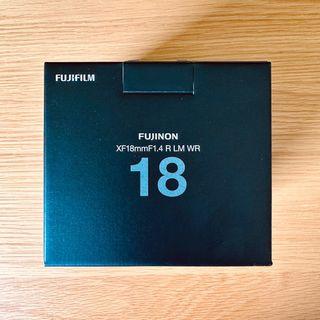 FUJIFILM
FUJINON
XF18mmF1.4 R LM WR
18